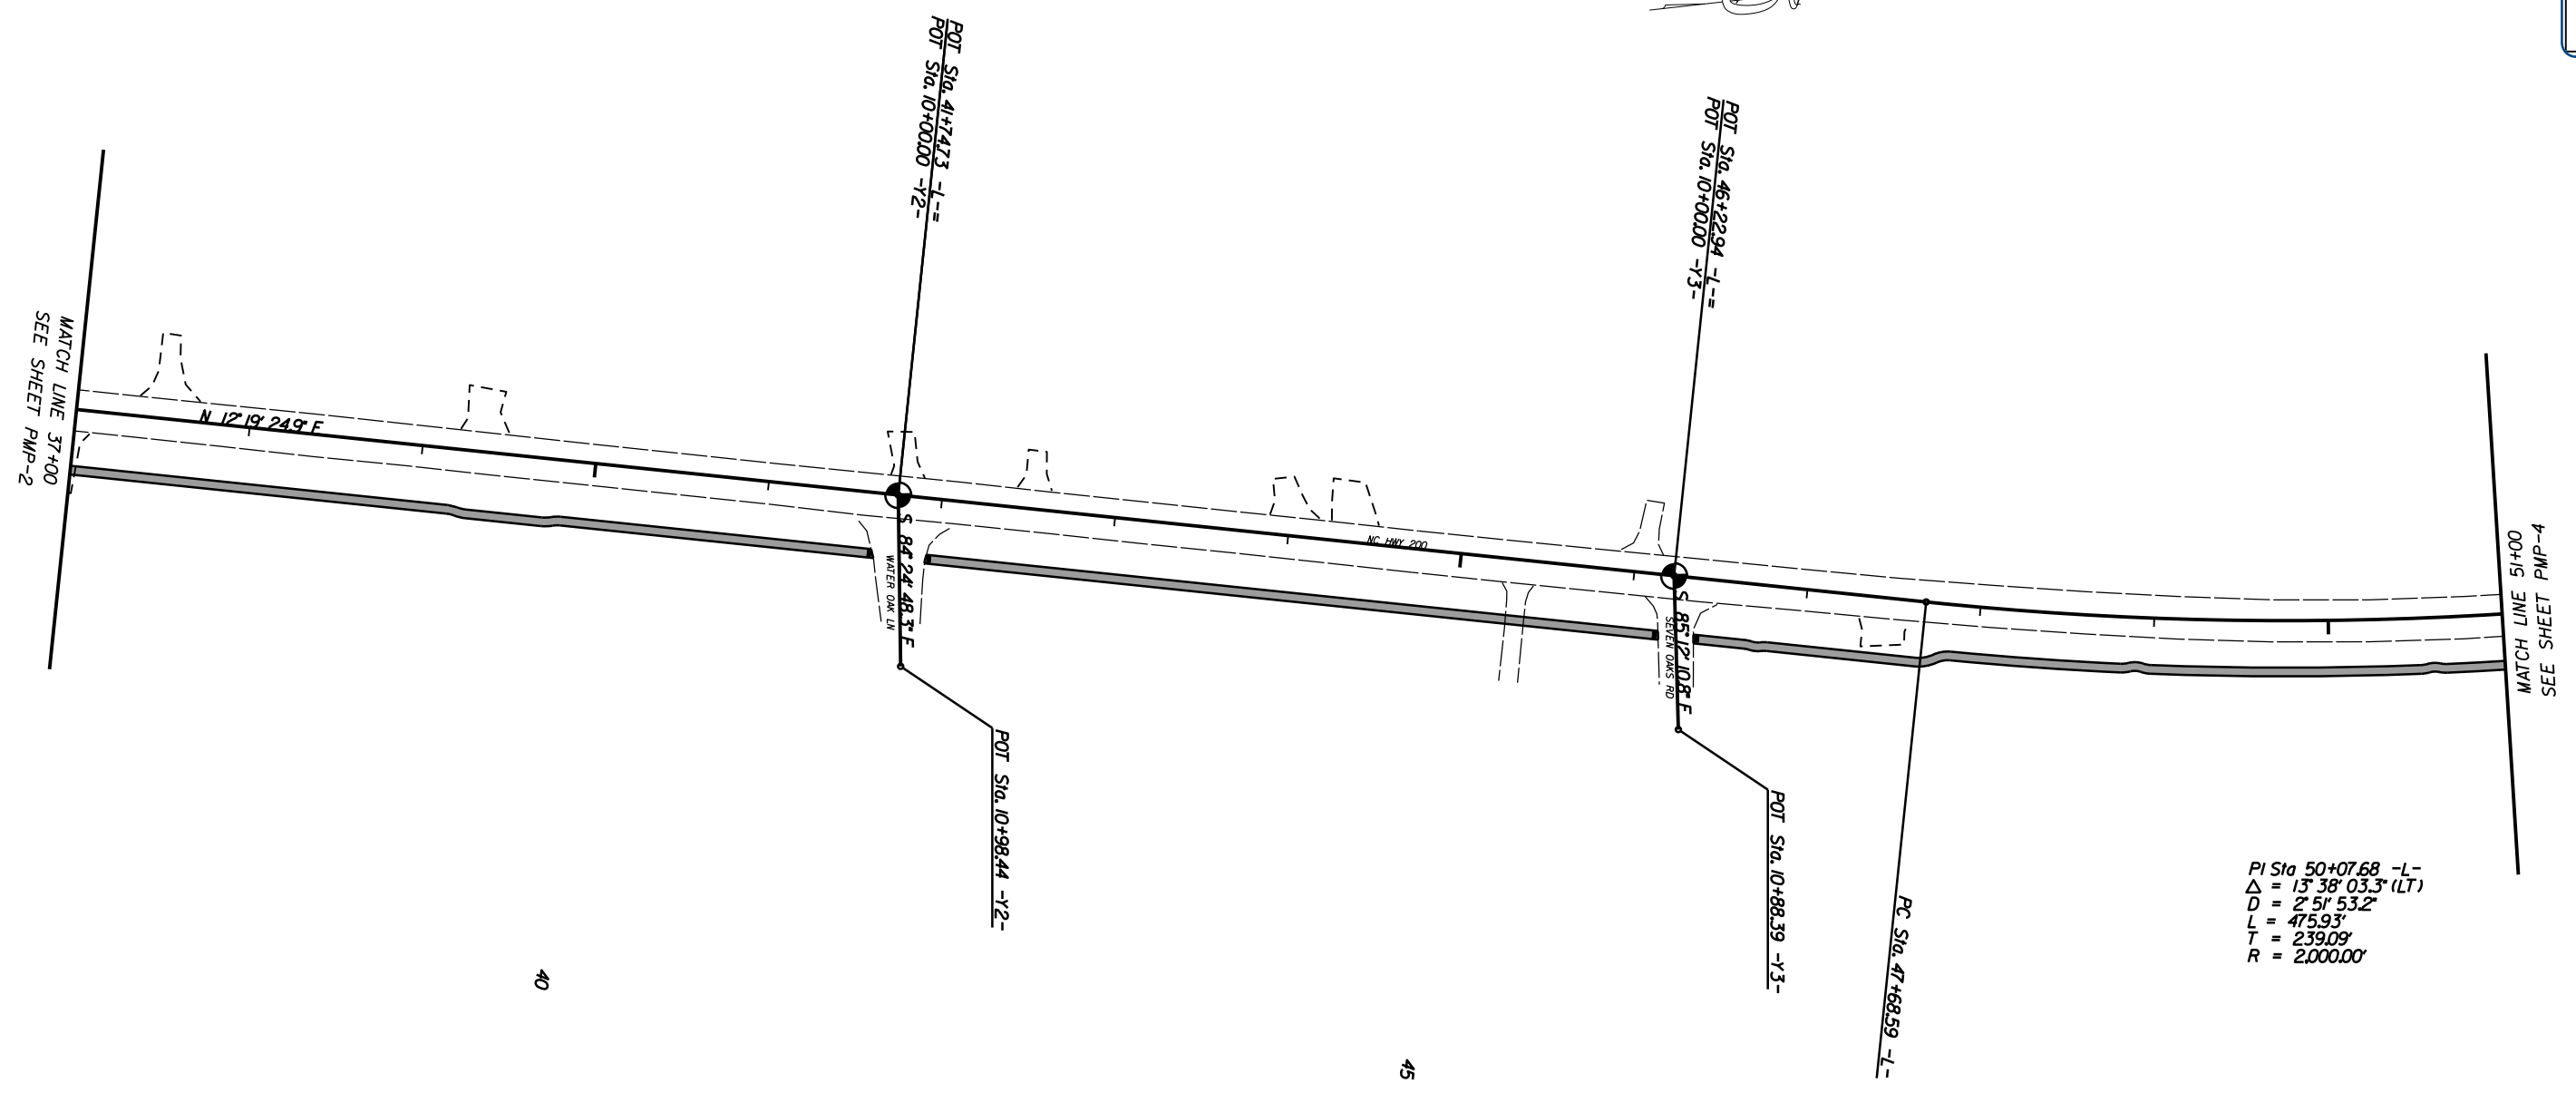 POT Sta. 41+74.73 -L-=
POT Sta. 10+00.00 -Y2-
POT Sta. 46+22.94 -L-=
POT Sta. 10+00.00 -Y3-
MATCH LINE 37+00
SEE SHEET PMP-2
N 12° 19' 24.9" E
S 84° 24' 48.3" E
WATER OAK LN
NC HWY 200
S 85° 12' 10.8" E
SEVEN OAKS RD
MATCH LINE 51+00
SEE SHEET PMP-4
POT Sta. 10+98.44 -Y2-
POT Sta. 10+88.39 -Y3-
PC Sta. 47+68.59 -L-
PI Sta 50+07.68 -L-
Δ = 13° 38' 03.3" (LT)
D = 2° 51' 53.2"
L = 475.93'
T = 239.09'
R = 2,000.00'
40
45